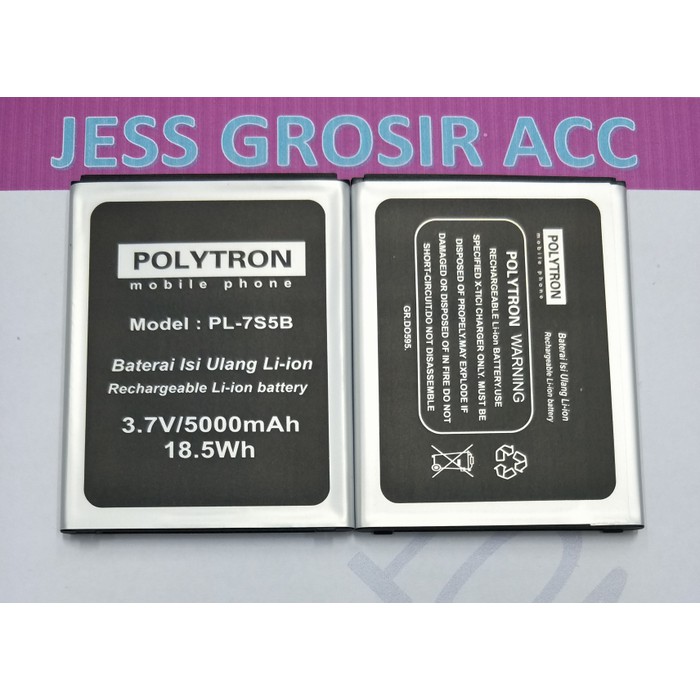 JESS GROSIR ACC
POLYTRON
mobile phone
Model : PL-7S5B
Baterai Isi Ulang Li-ion
Rechargeable Li-ion battery
3.7V/5000mAh
18.5Wh
POLYTRON
mobile phone
Baterai Isi Ulang Li-ion
Rechargeable Li-ion battery
POLYTRON WARNING
RECHARGEABLE Li-ion BATTERY.USE
SPECIFIED X-TICI CHARGER ONLY. MUST BE
DISPOSED OF PROPELY.MAY EXPLODE IF
DAMAGED OR DISPOSED OF IN FIRE DO NOT
SHORT-CIRCUIT.DO NOT DISASSEMBLE
GR.DO595.